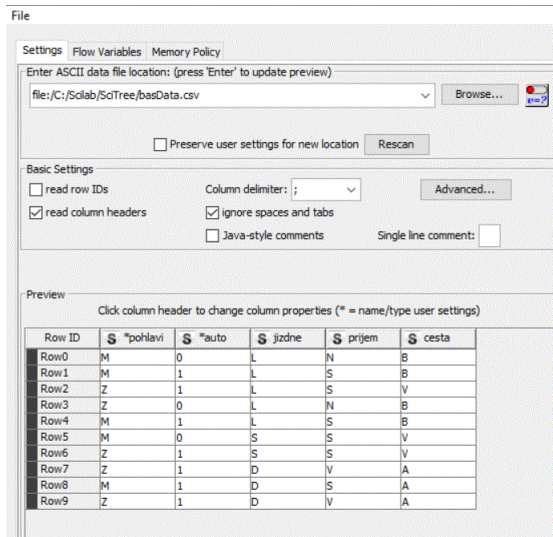 File
Settings Flow Variables Memory Policy
Enter ASCII data file location: (press 'Enter' to update preview)
file:/C:/Scilab/SciTree/basData.csv Browse... v=?
Preserve user settings for new location Rescan
Basic Settings
read row IDs Column delimiter: ; Advanced...
read column headers ignore spaces and tabs
Java-style comments Single line comment:
Preview
Click column header to change column properties (* = name/type user settings)
Row ID S *pohlavi S *auto S jizdne S prijem S cesta
Row0 M 0 L N B
Row1 M 1 L S B
Row2 Z 1 L S V
Row3 Z 0 L N B
Row4 M 1 L S B
Row5 M 0 S S V
Row6 Z 1 S S V
Row7 Z 1 D V A
Row8 M 1 D S A
Row9 Z 1 D V A